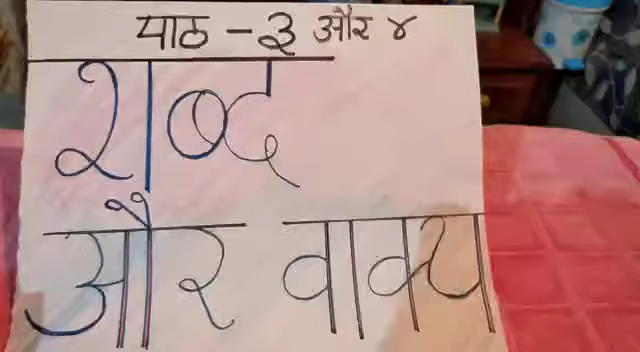 पाठ - ३ और ४
शब्द
और वाक्य